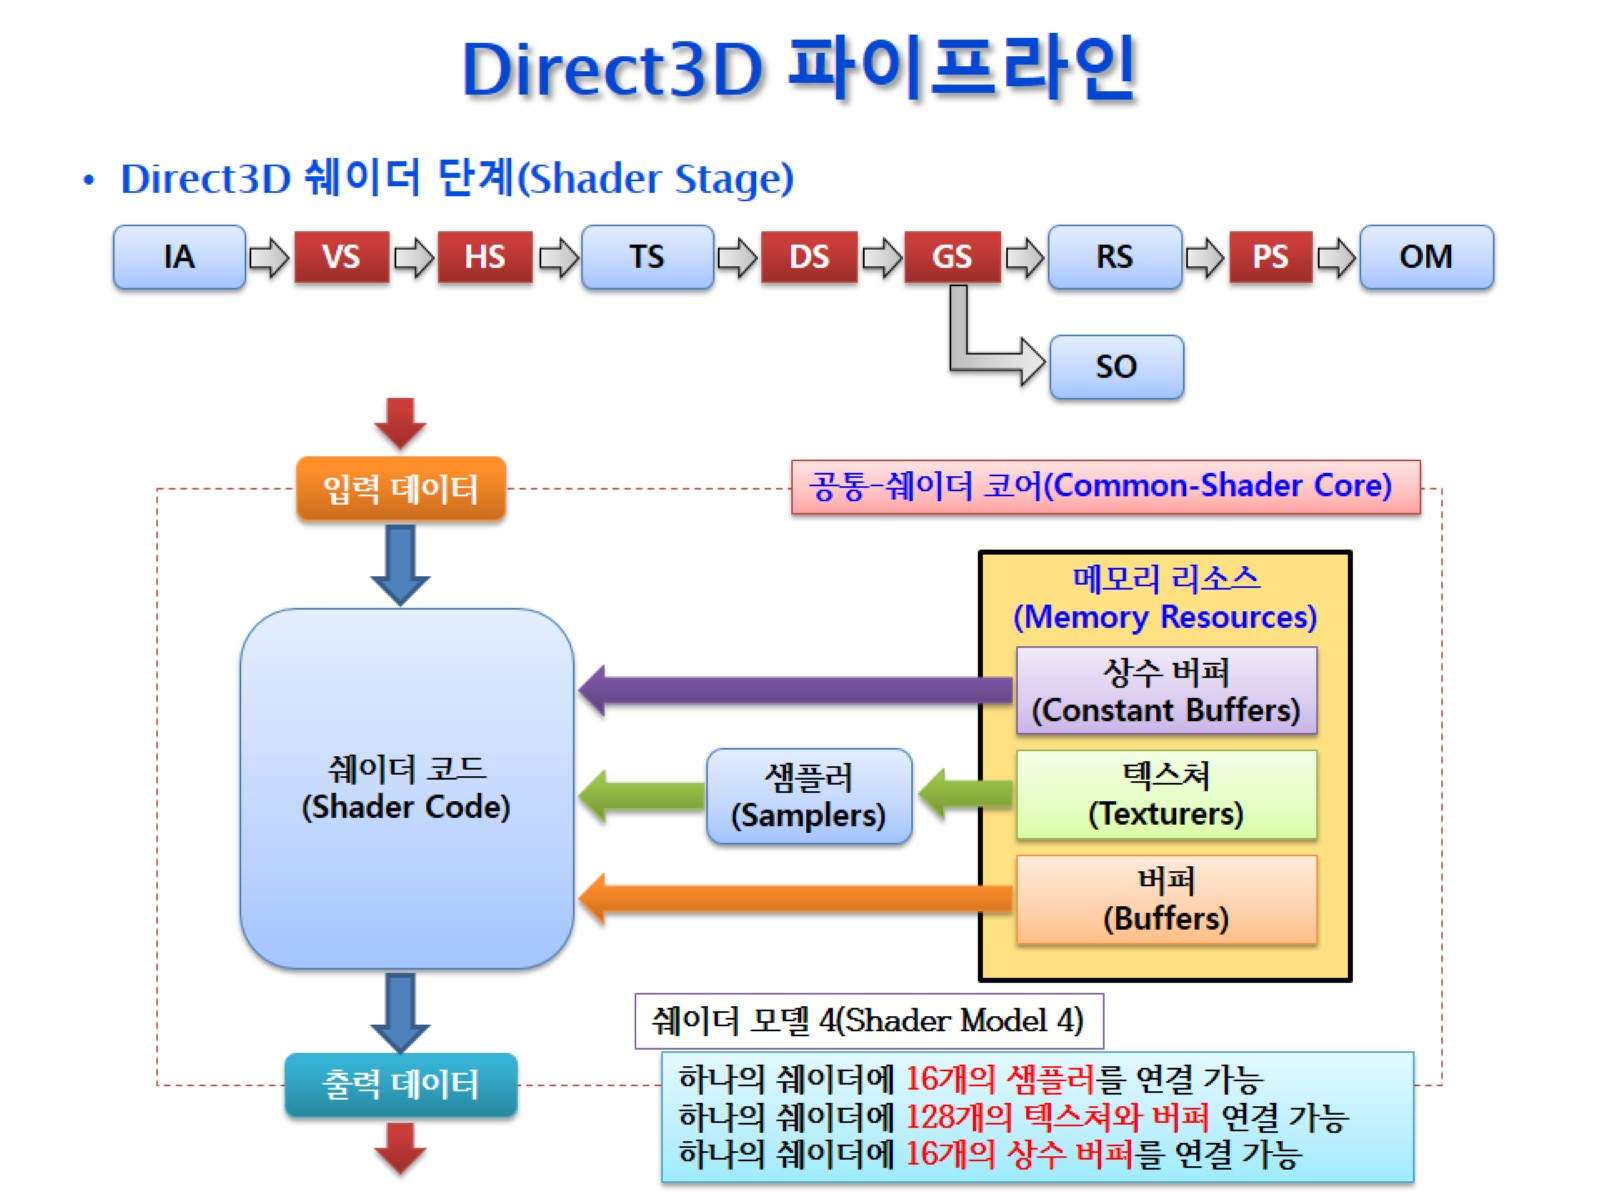 Direct3D 파이프라인
• Direct3D 쉐이더 단계(Shader Stage)
IA VS HS TS DS GS RS PS OM
SO
입력 데이터
공통-쉐이더 코어(Common-Shader Core)
메모리 리소스
(Memory Resources)
상수 버퍼
(Constant Buffers)
쉐이더 코드
(Shader Code)
샘플러
(Samplers)
텍스쳐
(Texturers)
버퍼
(Buffers)
쉐이더 모델 4(Shader Model 4)
출력 데이터
하나의 쉐이더에 16개의 샘플러를 연결 가능
하나의 쉐이더에 128개의 텍스쳐와 버퍼 연결 가능
하나의 쉐이더에 16개의 상수 버퍼를 연결 가능